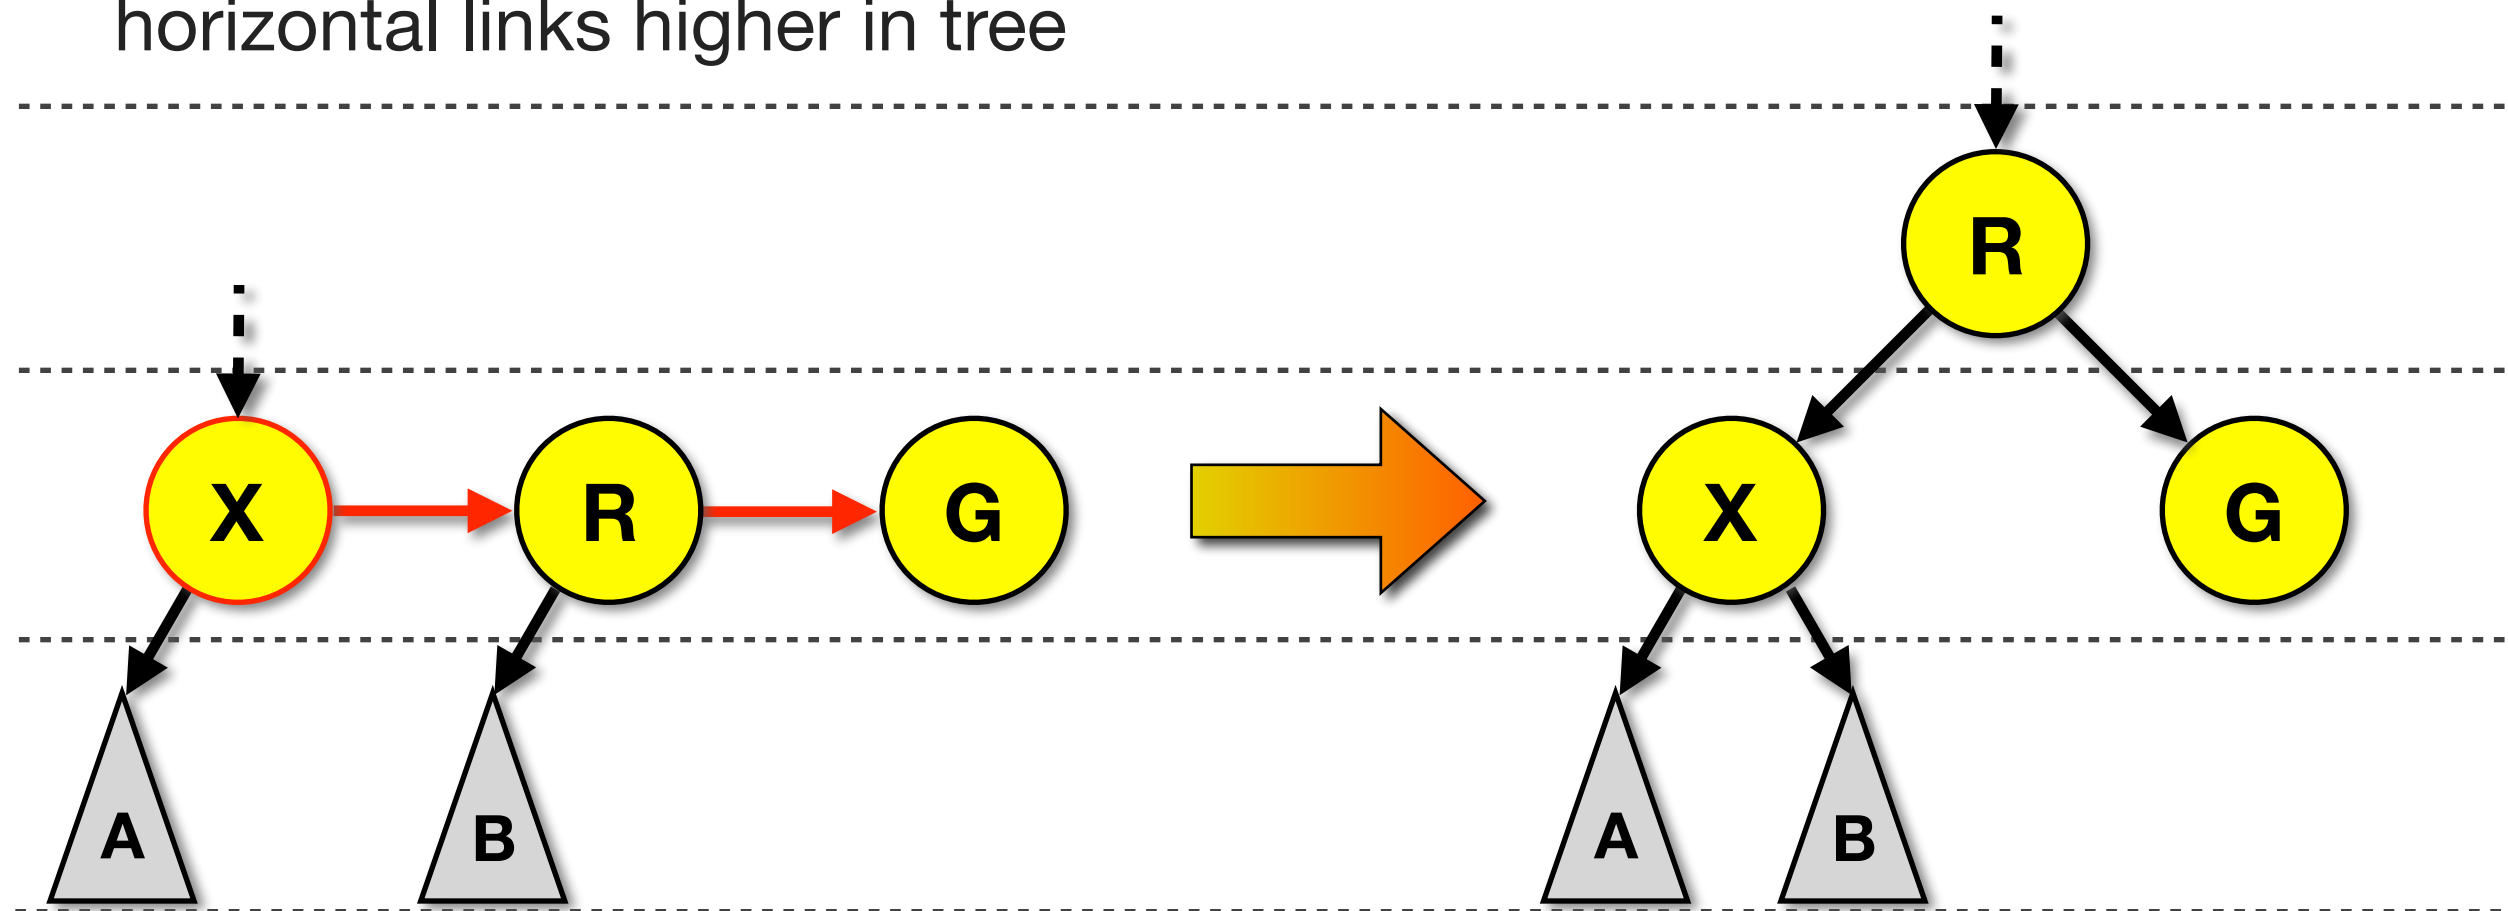 horizontal links higher in tree
R
X R G X G
A B A B